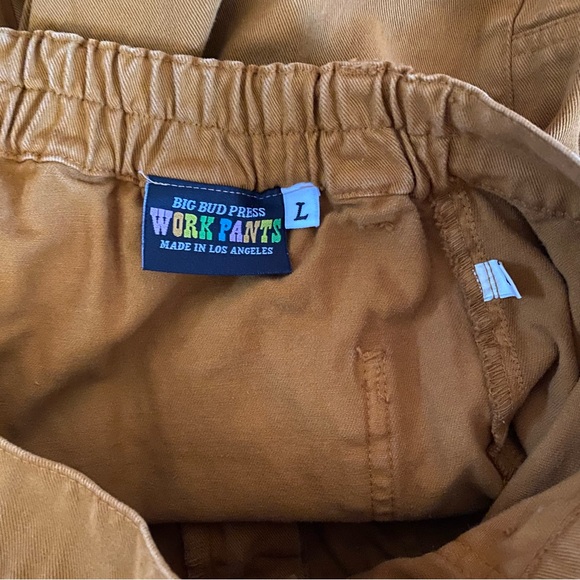 BIG BUD PRESS
WORK PANTS
MADE IN LOS ANGELES
L